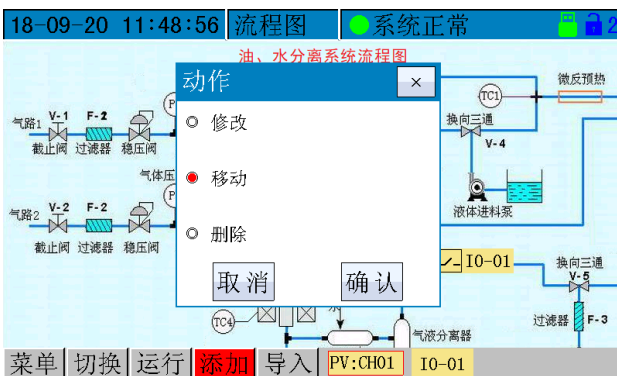 18-09-20 11:48:56 流程图 系统正常 2
油、水分离系统流程图
动作 ×
修改
移动
删除
取消 确认
微反预热
TC1
换向三通
V-4
气路1 V-1 F-2 P
截止阀 过滤器 稳压阀
气体压
气路2 V-2 F-2 P
截止阀 过滤器 稳压阀
液体进料泵
I0-01
换向三通
V-5
过滤器 F-3
TC4
气液分离器
菜单 切换 运行 添加 导入 PV:CH01 I0-01